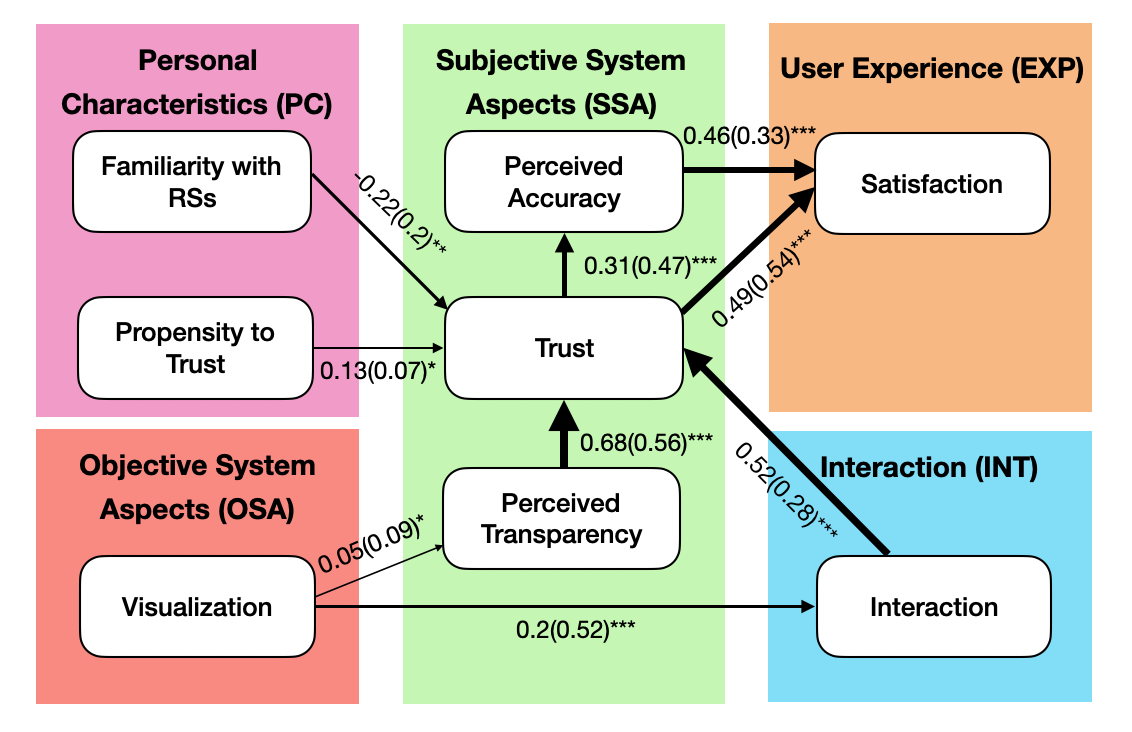 Personal
Characteristics (PC)
Familiarity with
RSs
-0.22(0.2)**
Propensity to
Trust
0.13(0.07)*
Objective System
Aspects (OSA)
Visualization
0.05(0.09)*
0.2(0.52)***
Subjective System
Aspects (SSA)
Perceived
Accuracy
0.46(0.33)***
0.31(0.47)***
Trust
0.49(0.54)***
0.68(0.56)***
Perceived
Transparency
User Experience (EXP)
Satisfaction
0.52(0.28)***
Interaction (INT)
Interaction